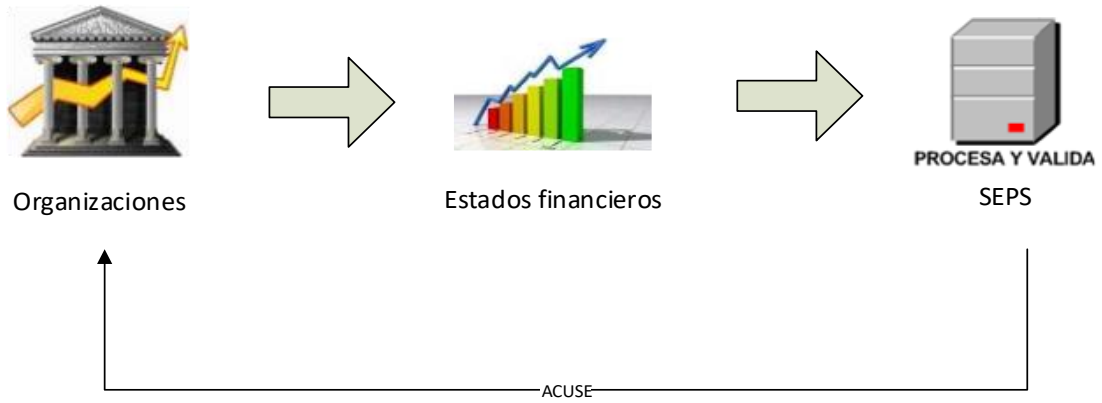 PROCESA Y VALIDA
Organizaciones
Estados financieros
SEPS
ACUSE